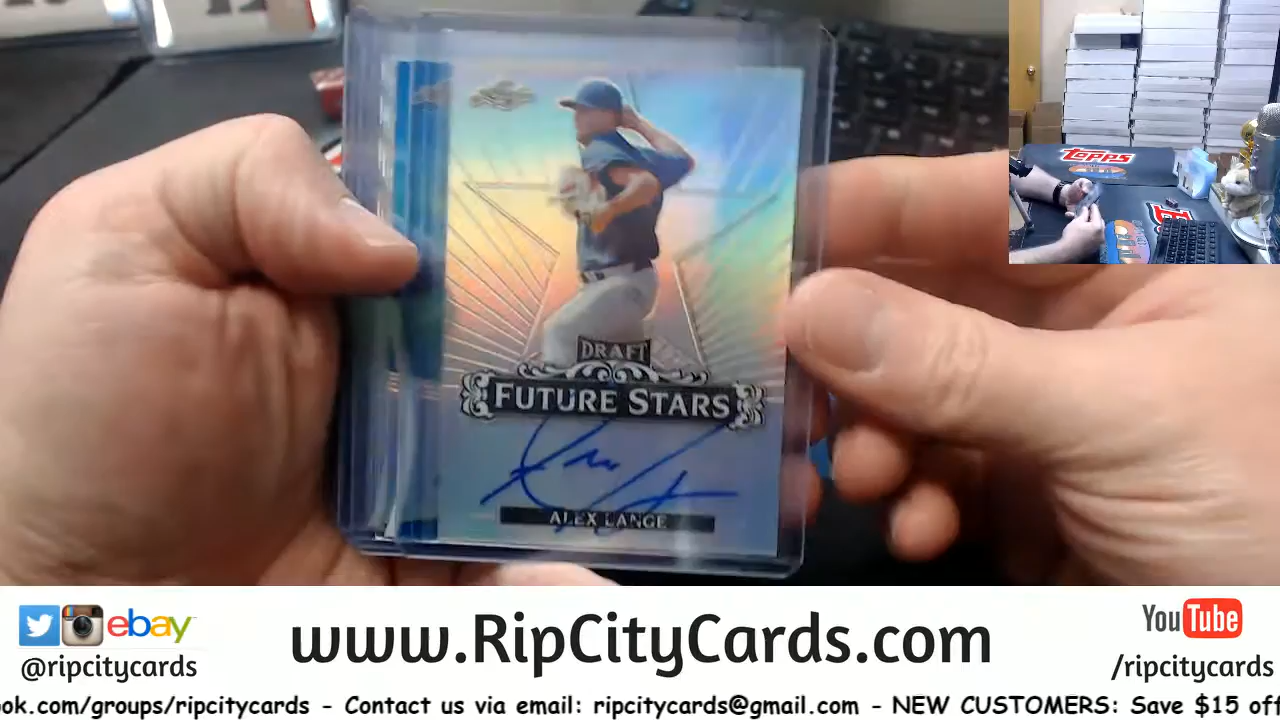 DRAFT
FUTURE STARS
ALEX LANGE
topps
ebay
@ripcitycards
www.RipCityCards.com
YouTube
/ripcitycards
ok.com/groups/ripcitycards - Contact us via email: ripcitycards@gmail.com - NEW CUSTOMERS: Save $15 off